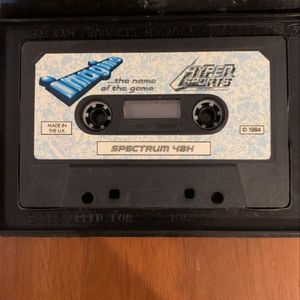 imagine
...the name
of the game
HYPER
SPORTS
MADE IN
THE U.K.
© 1984
SPECTRUM 48K